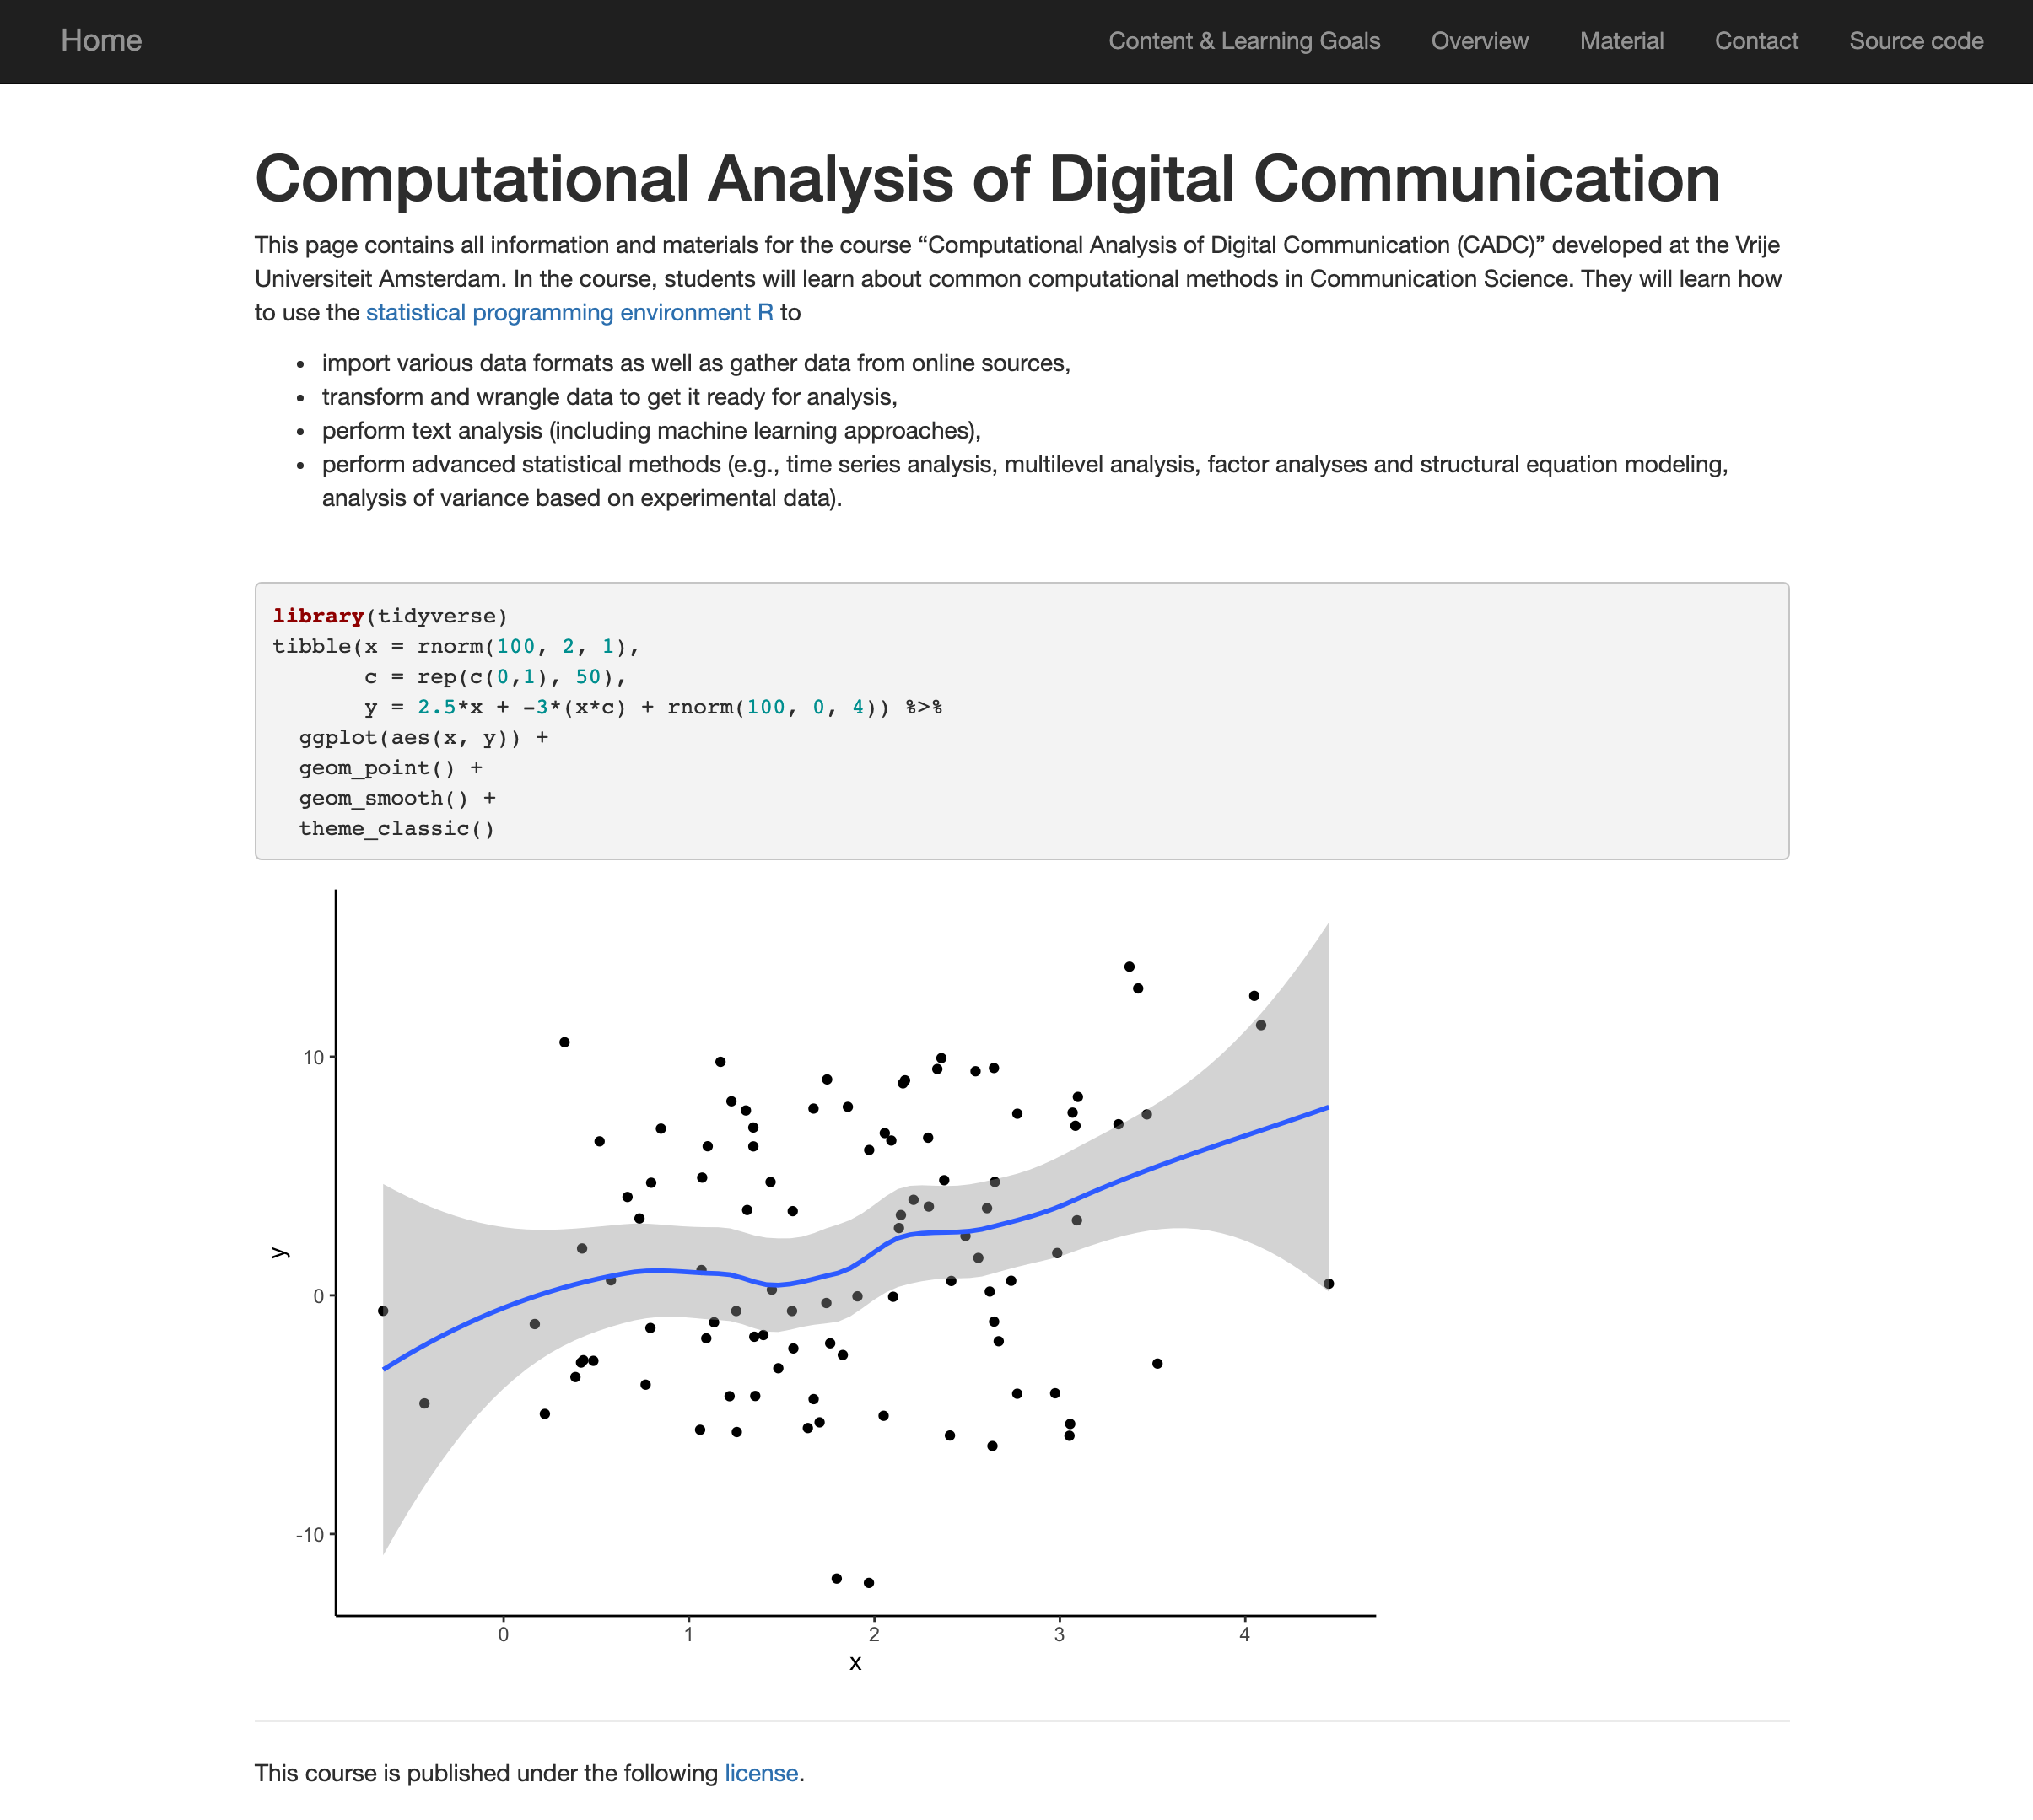 Home
Content & Learning Goals
Overview
Material
Contact
Source code
Computational Analysis of Digital Communication
This page contains all information and materials for the course “Computational Analysis of Digital Communication (CADC)” developed at the Vrije
Universiteit Amsterdam. In the course, students will learn about common computational methods in Communication Science. They will learn how
to use the statistical programming environment R to
• import various data formats as well as gather data from online sources,
• transform and wrangle data to get it ready for analysis,
• perform text analysis (including machine learning approaches),
• perform advanced statistical methods (e.g., time series analysis, multilevel analysis, factor analyses and structural equation modeling,
analysis of variance based on experimental data).
library(tidyverse)
tibble(x = rnorm(100, 2, 1),
       c = rep(c(0,1), 50),
       y = 2.5*x + -3*(x*c) + rnorm(100, 0, 4)) %>%
  ggplot(aes(x, y)) +
  geom_point() +
  geom_smooth() +
  theme_classic()
10
0
-10
y
0 1 2 3 4
x
This course is published under the following license.